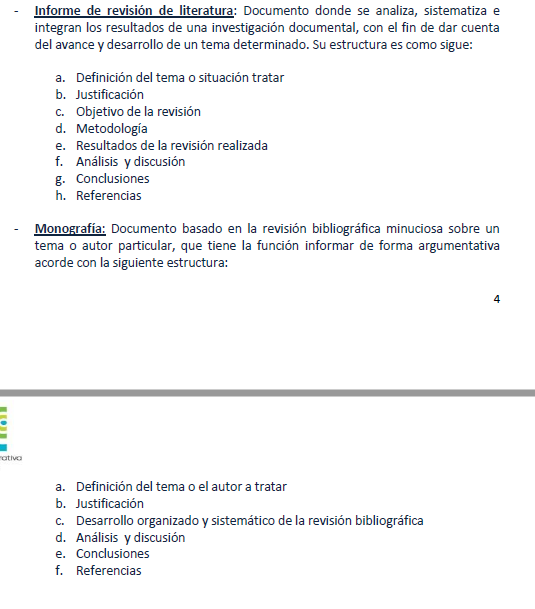 - Informe de revisión de literatura: Documento donde se analiza, sistematiza e
integran los resultados de una investigación documental, con el fin de dar cuenta
del avance y desarrollo de un tema determinado. Su estructura es como sigue:
a. Definición del tema o situación tratar
b. Justificación
c. Objetivo de la revisión
d. Metodología
e. Resultados de la revisión realizada
f. Análisis y discusión
g. Conclusiones
h. Referencias
- Monografía: Documento basado en la revisión bibliográfica minuciosa sobre un
tema o autor particular, que tiene la función informar de forma argumentativa
acorde con la siguiente estructura:
4
rativa
a. Definición del tema o el autor a tratar
b. Justificación
c. Desarrollo organizado y sistemático de la revisión bibliográfica
d. Análisis y discusión
e. Conclusiones
f. Referencias